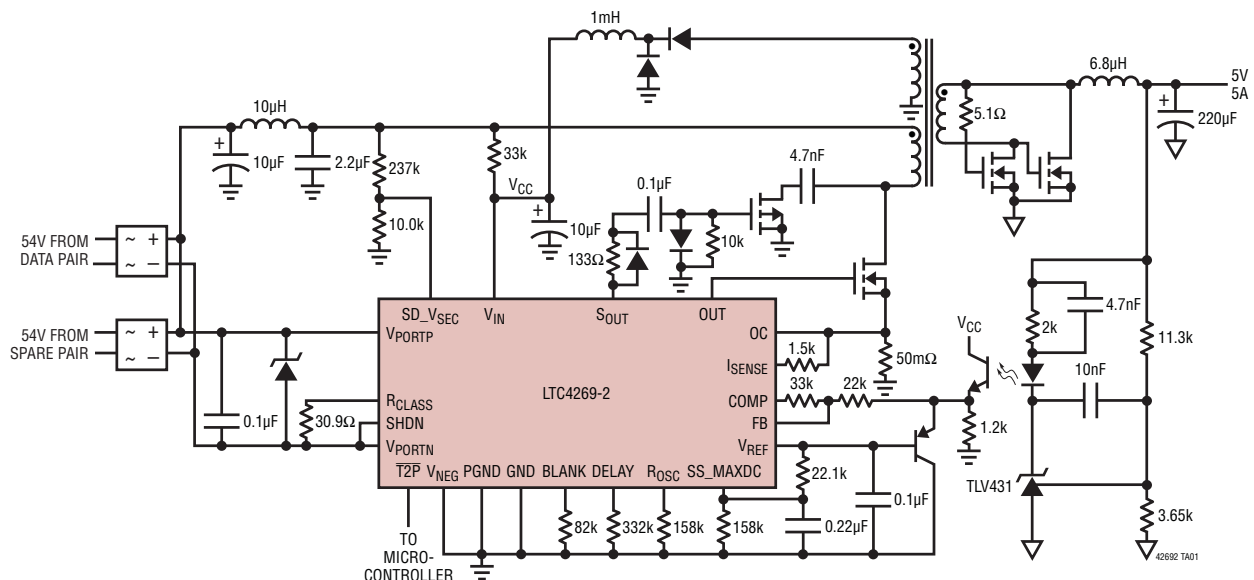 1mH
10µH
6.8µH
5V
5A
+
10µF
2.2µF
237k
33k
4.7nF
5.1Ω
+
220µF
VCC
0.1µF
10.0k
+
10µF
133Ω
10k
54V FROM
DATA PAIR
~ +
~ −
54V FROM
SPARE PAIR
~ +
~ −
SD_VSEC
VIN
SOUT
OUT
VPORTP
OC
ISENSE
1.5k
50mΩ
VCC
2k
4.7nF
11.3k
10nF
LTC4269-2
RCLASS
COMP
33k
22k
0.1µF
30.9Ω
SHDN
FB
1.2k
VPORTN
VREF
TLV431
T2P
VNEG
PGND
GND
BLANK
DELAY
ROSC
SS_MAXDC
22.1k
0.1µF
82k
332k
158k
158k
0.22µF
3.65k
TO
MICRO-
CONTROLLER
42692 TA01